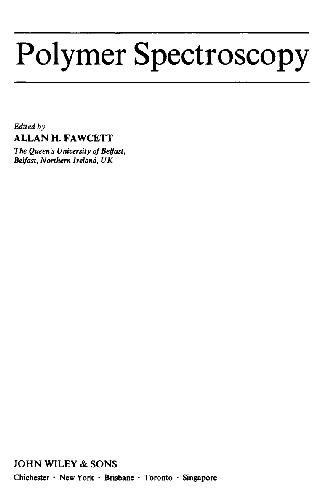 Polymer Spectroscopy
Edited by
ALLAN H. FAWCETT
The Queen's University of Belfast,
Belfast, Northern Ireland, UK
JOHN WILEY & SONS
Chichester · New York · Brisbane · Toronto · Singapore